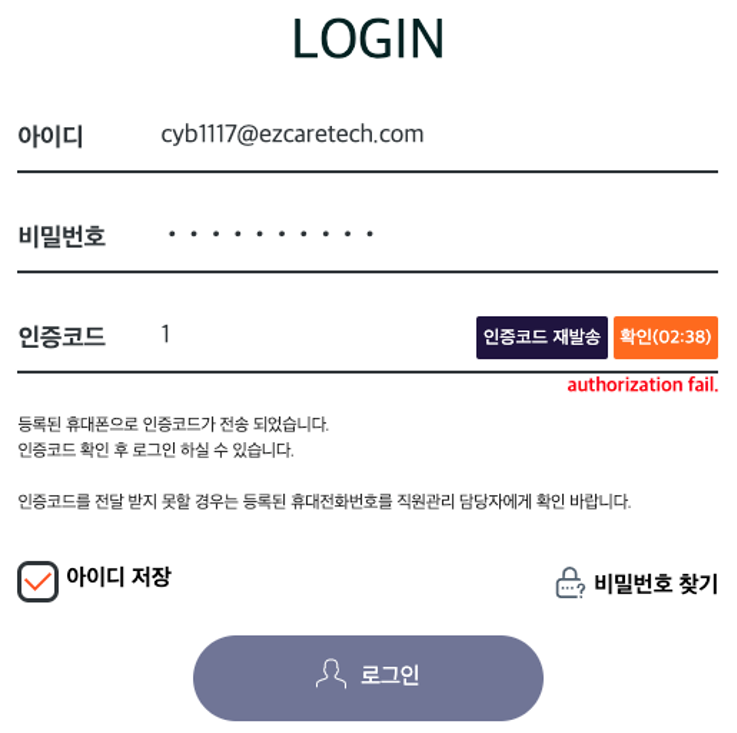 LOGIN
아이디 cyb1117@ezcaretech.com
비밀번호 ••••••••••
인증코드 1 인증코드 재발송 확인(02:38)
authorization fail.
등록된 휴대폰으로 인증코드가 전송 되었습니다.
인증코드 확인 후 로그인 하실 수 있습니다.
인증코드를 전달 받지 못할 경우는 등록된 휴대전화번호를 직원관리 담당자에게 확인 바랍니다.
아이디 저장 비밀번호 찾기
로그인